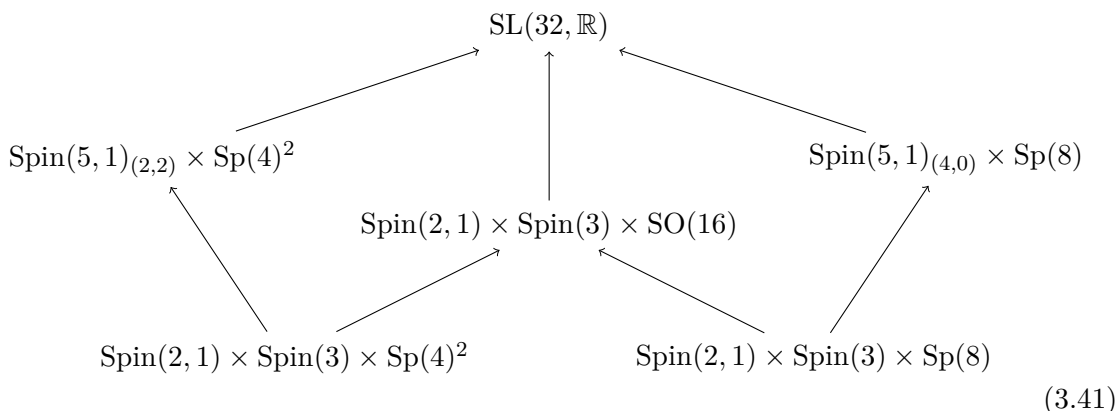 SL(32, ℝ)
Spin(5, 1)₍₂,₂₎ × Sp(4)² Spin(5, 1)₍₄,₀₎ × Sp(8)
Spin(2, 1) × Spin(3) × SO(16)
Spin(2, 1) × Spin(3) × Sp(4)² Spin(2, 1) × Spin(3) × Sp(8)
(3.41)